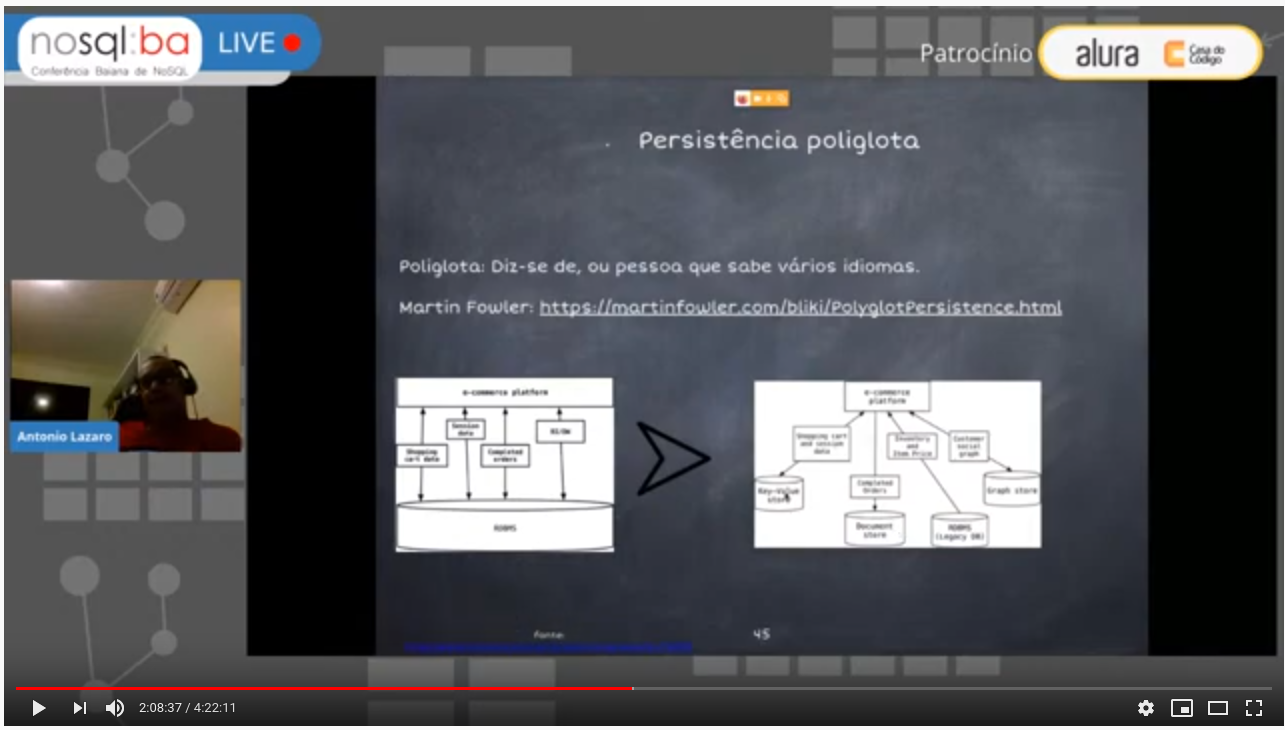 nosql:ba
Conferência Baiana de NoSQL
LIVE
Patrocínio
alura
Casa do
Código
Persistência poliglota
Poliglota: Diz-se de, ou pessoa que sabe vários idiomas.
Martin Fowler: https://martinfowler.com/bliki/PolyglotPersistence.html
e-commerce platform
Session
data
BI/DW
Shopping
cart data
Completed
orders
RDBMS
e-commerce
platform
Shopping cart
and session
data
Inventory
and
Item Price
Customer
social
graph
Key-Value
store
Completed
Orders
Graph store
Document
store
RDBMS
(Legacy DB)
Antonio Lazaro
Fonte:
45
2:08:37 / 4:22:11